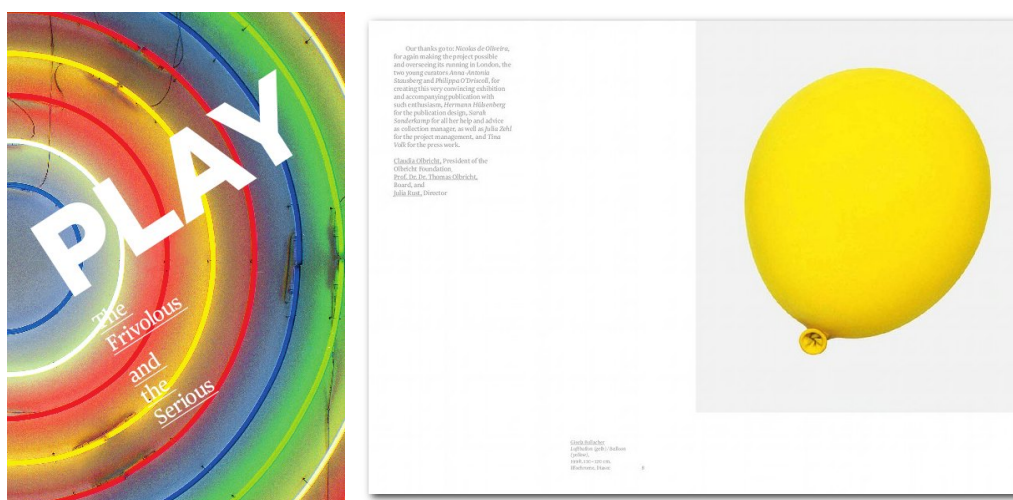 PLAY
The
Frivolous
and
the
Serious
Our thanks go to: Nicolas de Oliveira,
for again making the project possible
and overseeing its running in London, the
two young curators Anna-Antonia
Stausberg and Philippa O'Driscoll, for
creating this very convincing exhibition
and accompanying publication with
such enthusiasm, Hermann Hülsenberg
for the publication design, Sarah
Sonderkamp for all her help and advice
as collection manager, as well as Julia
for the project management, and Tina
Volk for the press work.
Claudia Olbricht, President of the
Olbricht Foundation
Prof. Dr. Dr. Thomas Olbricht,
Board, and
Julia Rust, Director
Luftballon (gelb) / Balloon
(yellow),